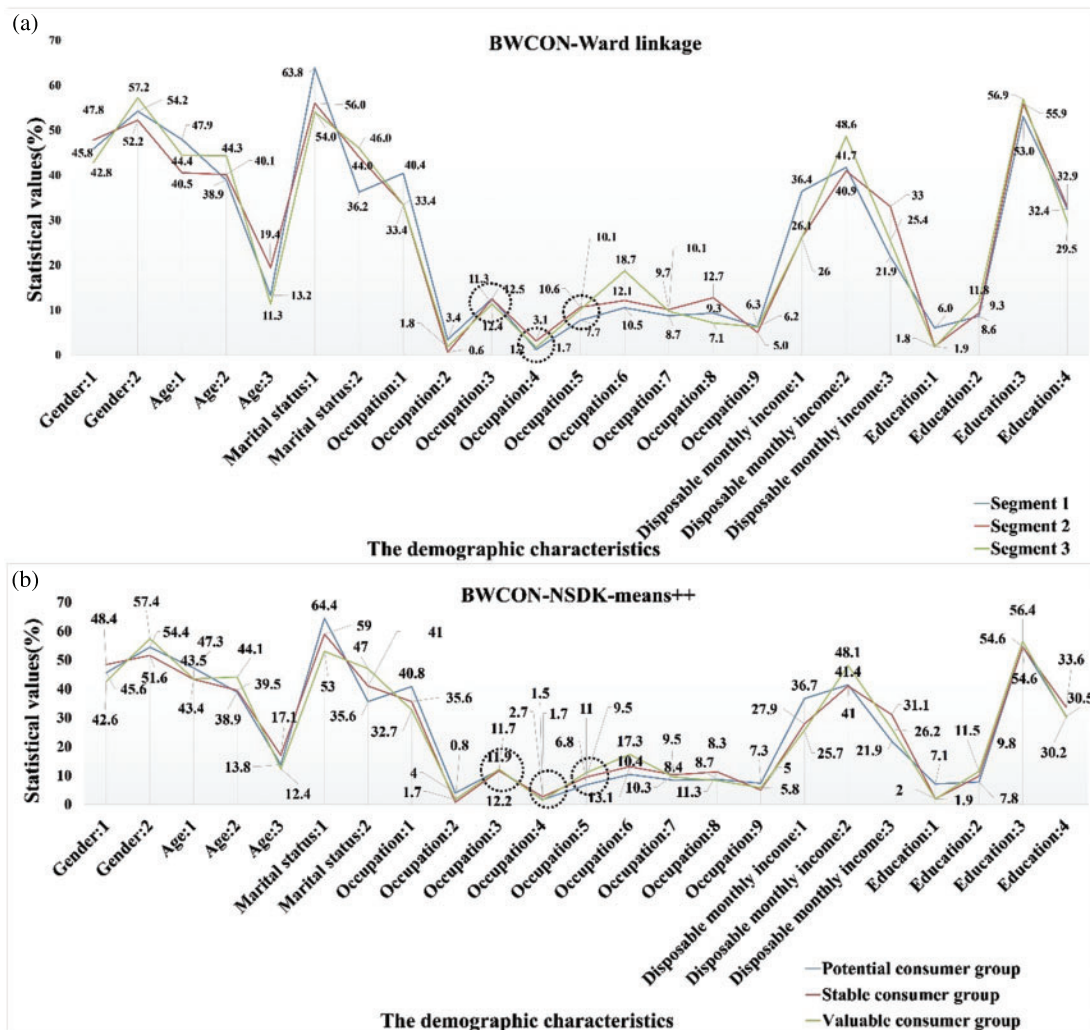 (a)
BWCON-Ward linkage
Statistical values(%)
70
60
50
40
30
20
10
0
47.8
45.8
42.8
57.2
54.2
52.2
47.9
44.4
40.5
44.3
40.1
38.9
19.4
13.2
11.3
63.8
56.0
54.0
46.0
44.0
36.2
40.4
33.4
33.4
3.4
1.8
0.6
11.3
12.5
12.4
3.1
1.7
10.6
10.1
7.7
18.7
12.1
10.5
10.1
9.7
8.7
12.7
9.3
7.1
6.3
6.2
5.0
36.4
26.1
26
48.6
41.7
40.9
33
25.4
21.9
6.0
1.8
1.9
11.8
9.3
8.6
56.9
55.9
53.0
32.9
32.4
29.5
Gender:1
Gender:2
Age:1
Age:2
Age:3
Marital status:1
Marital status:2
Occupation:1
Occupation:2
Occupation:3
Occupation:4
Occupation:5
Occupation:6
Occupation:7
Occupation:8
Occupation:9
Disposable monthly income:1
Disposable monthly income:2
Disposable monthly income:3
Education:1
Education:2
Education:3
Education:4
The demographic characteristics
Segment 1
Segment 2
Segment 3
(b)
BWCON-NSDK-means++
Statistical values(%)
70
60
50
40
30
20
10
0
48.4
45.6
42.6
57.4
54.4
51.6
47.3
43.5
43.4
44.1
39.5
38.9
17.1
13.8
12.4
64.4
59
53
47
41
35.6
40.8
35.6
32.7
4
1.7
0.8
11.7
11.9
12.2
2.7
1.5
1.7
6.8
11
9.5
17.3
10.4
13.1
10.3
9.5
8.4
11.3
8.3
8.7
7.3
5
5.8
36.7
27.9
25.7
48.1
41.4
41
31.1
26.2
21.9
7.1
2
1.9
11.5
9.8
7.8
56.4
54.6
54.6
33.6
30.5
30.2
Gender:1
Gender:2
Age:1
Age:2
Age:3
Marital status:1
Marital status:2
Occupation:1
Occupation:2
Occupation:3
Occupation:4
Occupation:5
Occupation:6
Occupation:7
Occupation:8
Occupation:9
Disposable monthly income:1
Disposable monthly income:2
Disposable monthly income:3
Education:1
Education:2
Education:3
Education:4
The demographic characteristics
Potential consumer group
Stable consumer group
Valuable consumer group